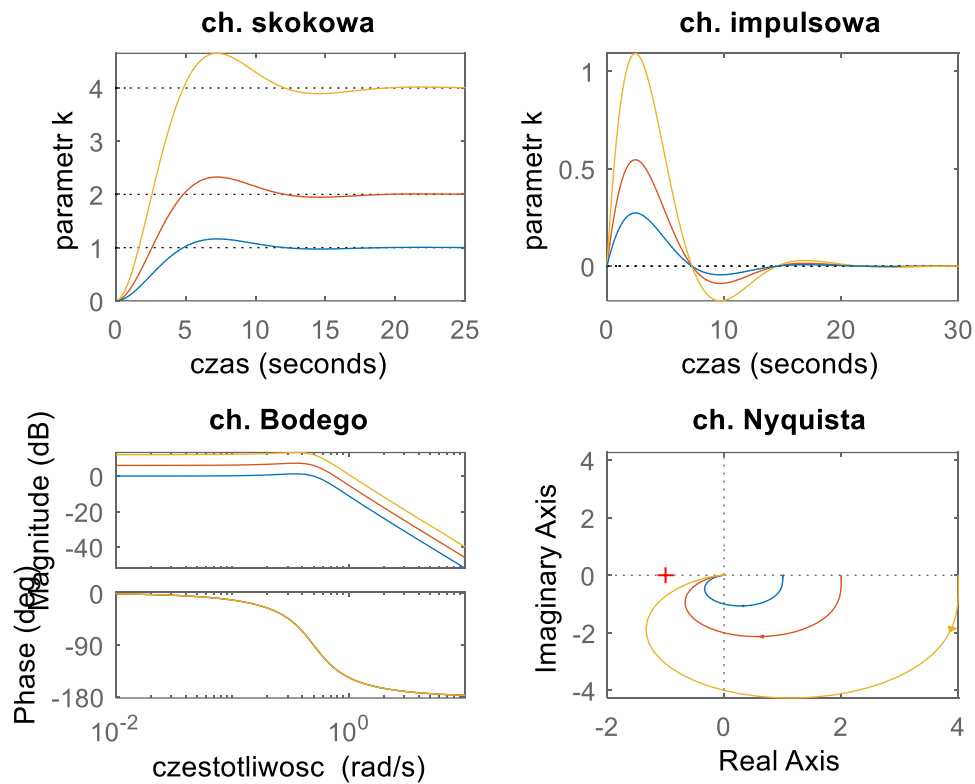 ch. skokowa
parametr k
4
3
2
1
0
0 5 10 15 20 25
czas (seconds)
ch. impulsowa
parametr k
1
0.5
0
0 10 20 30
czas (seconds)
ch. Bodego
Magnitude (dB)
0
-20
-40
Phase (deg)
0
-90
-180
10^-2 10^0
czestotliwosc (rad/s)
ch. Nyquista
Imaginary Axis
4
2
0
-2
-4
-2 0 2 4
Real Axis